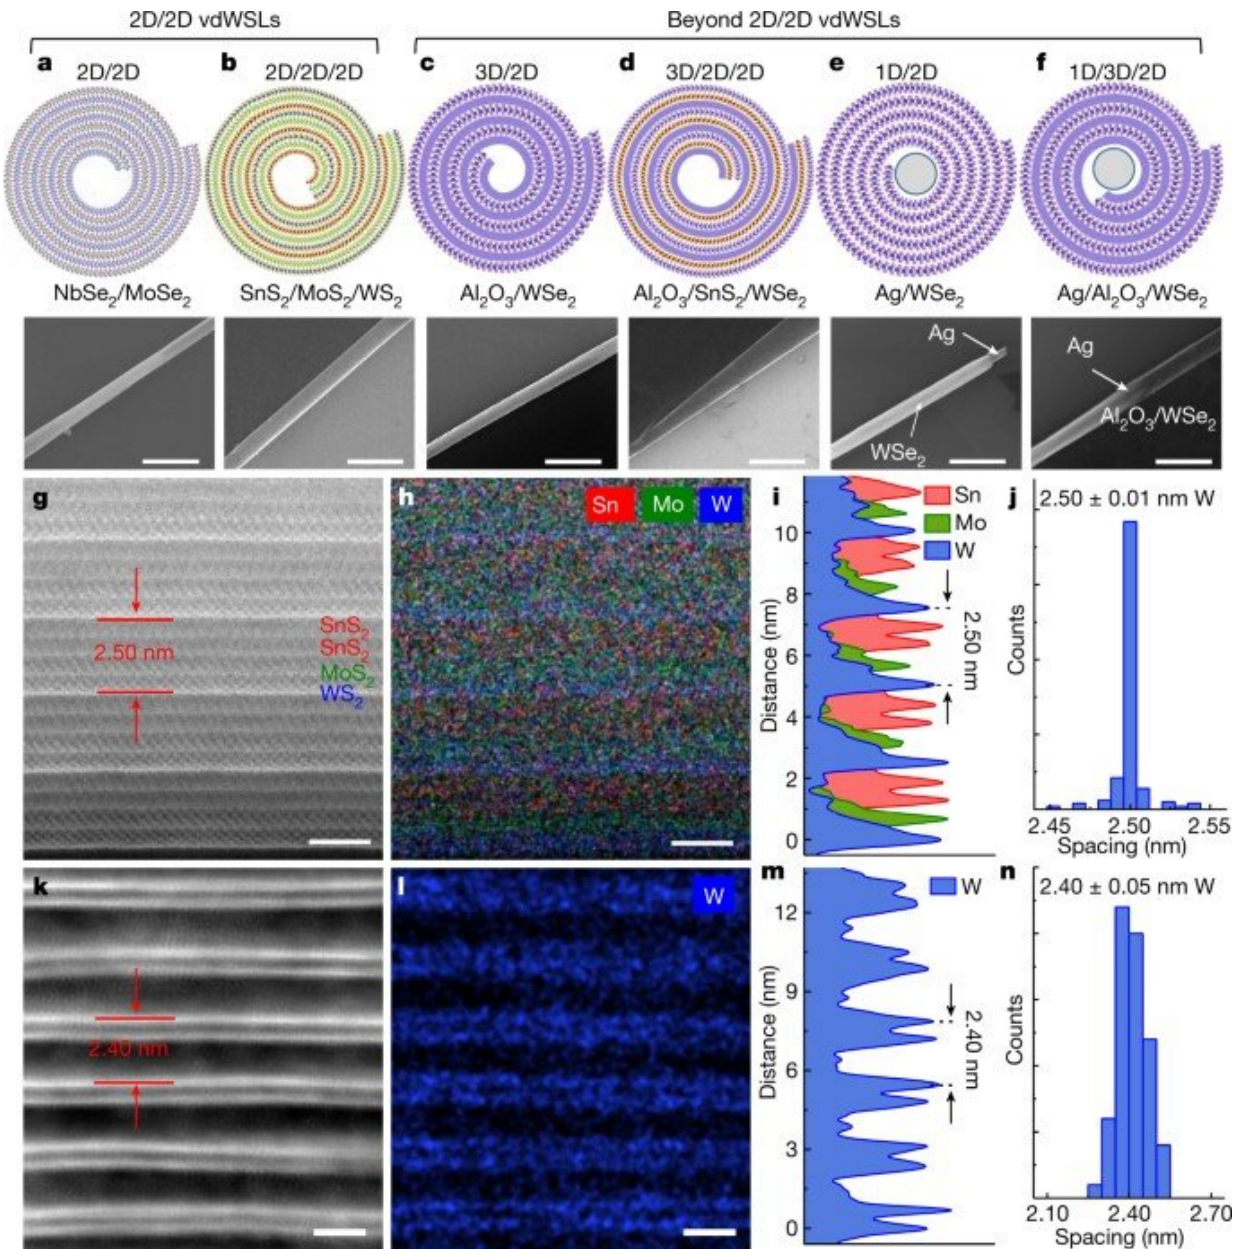 2D/2D vdWSLs
Beyond 2D/2D vdWSLs
a 2D/2D
b 2D/2D/2D
c 3D/2D
d 3D/2D/2D
e 1D/2D
f 1D/3D/2D
NbSe₂/MoSe₂
SnS₂/MoS₂/WS₂
Al₂O₃/WSe₂
Al₂O₃/SnS₂/WSe₂
Ag/WSe₂
Ag/Al₂O₃/WSe₂
Ag
WSe₂
Ag
Al₂O₃/WSe₂
g
2.50 nm
SnS₂
SnS₂
MoS₂
WS₂
h
Sn Mo W
i
Sn
Mo
W
10
8
6
4
2
0
Distance (nm)
2.50 nm
j
2.50 ± 0.01 nm W
Counts
2.45 2.50 2.55
Spacing (nm)
k
2.40 nm
l
W
m
W
12
9
6
3
0
Distance (nm)
2.40 nm
n
2.40 ± 0.05 nm W
Counts
2.10 2.40 2.70
Spacing (nm)